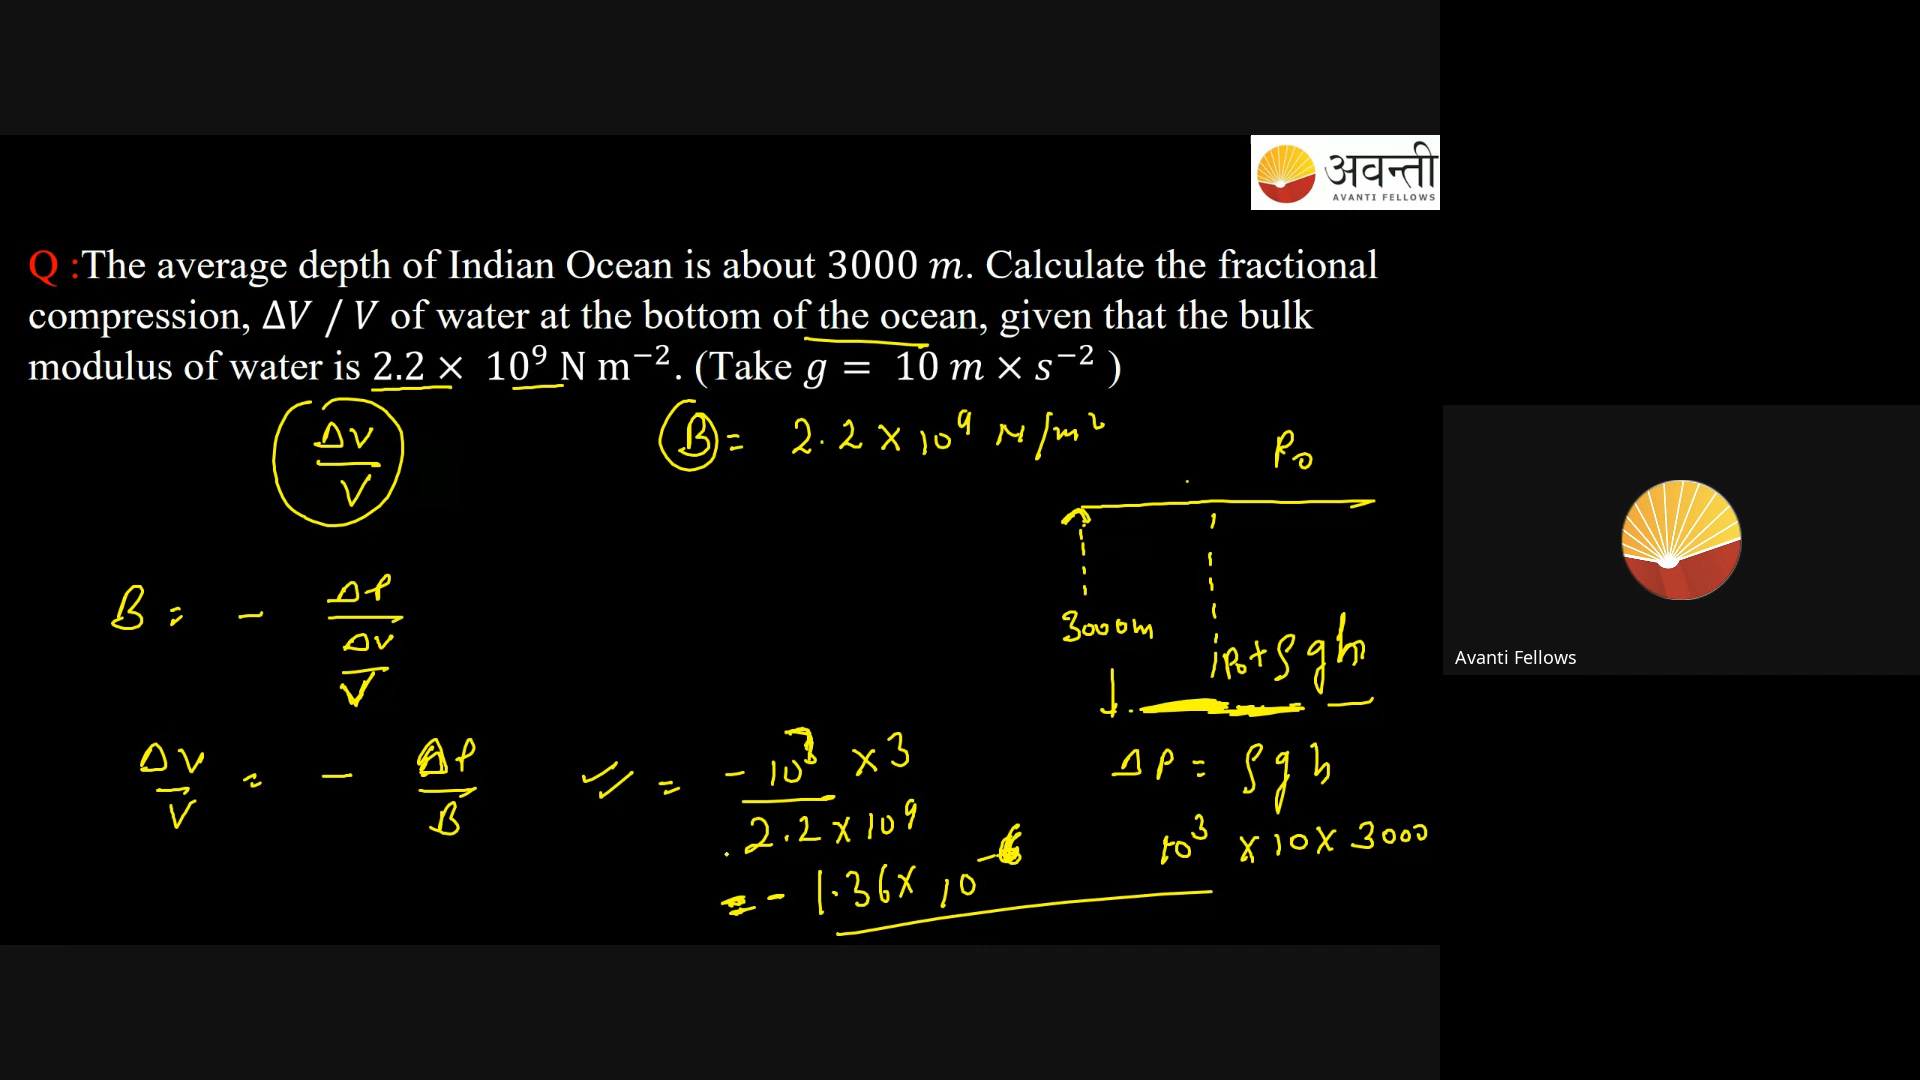 अवन्ती
AVANTI FELLOWS
Q :The average depth of Indian Ocean is about 3000 m. Calculate the fractional
compression, ΔV / V of water at the bottom of the ocean, given that the bulk
modulus of water is 2.2 × 10⁹ N m⁻². (Take g = 10 m × s⁻² )
ΔV / V
B = 2.2 × 10⁹ N/m²
P₀
B = - ΔP / (ΔV / V)
3000m
P₀ + ρgh
ΔV / V = - ΔP / B
= - 10⁷ × 3 / 2.2 × 10⁹
ΔP = ρgh
10³ × 10 × 3000
= - 1.36 × 10
Avanti Fellows